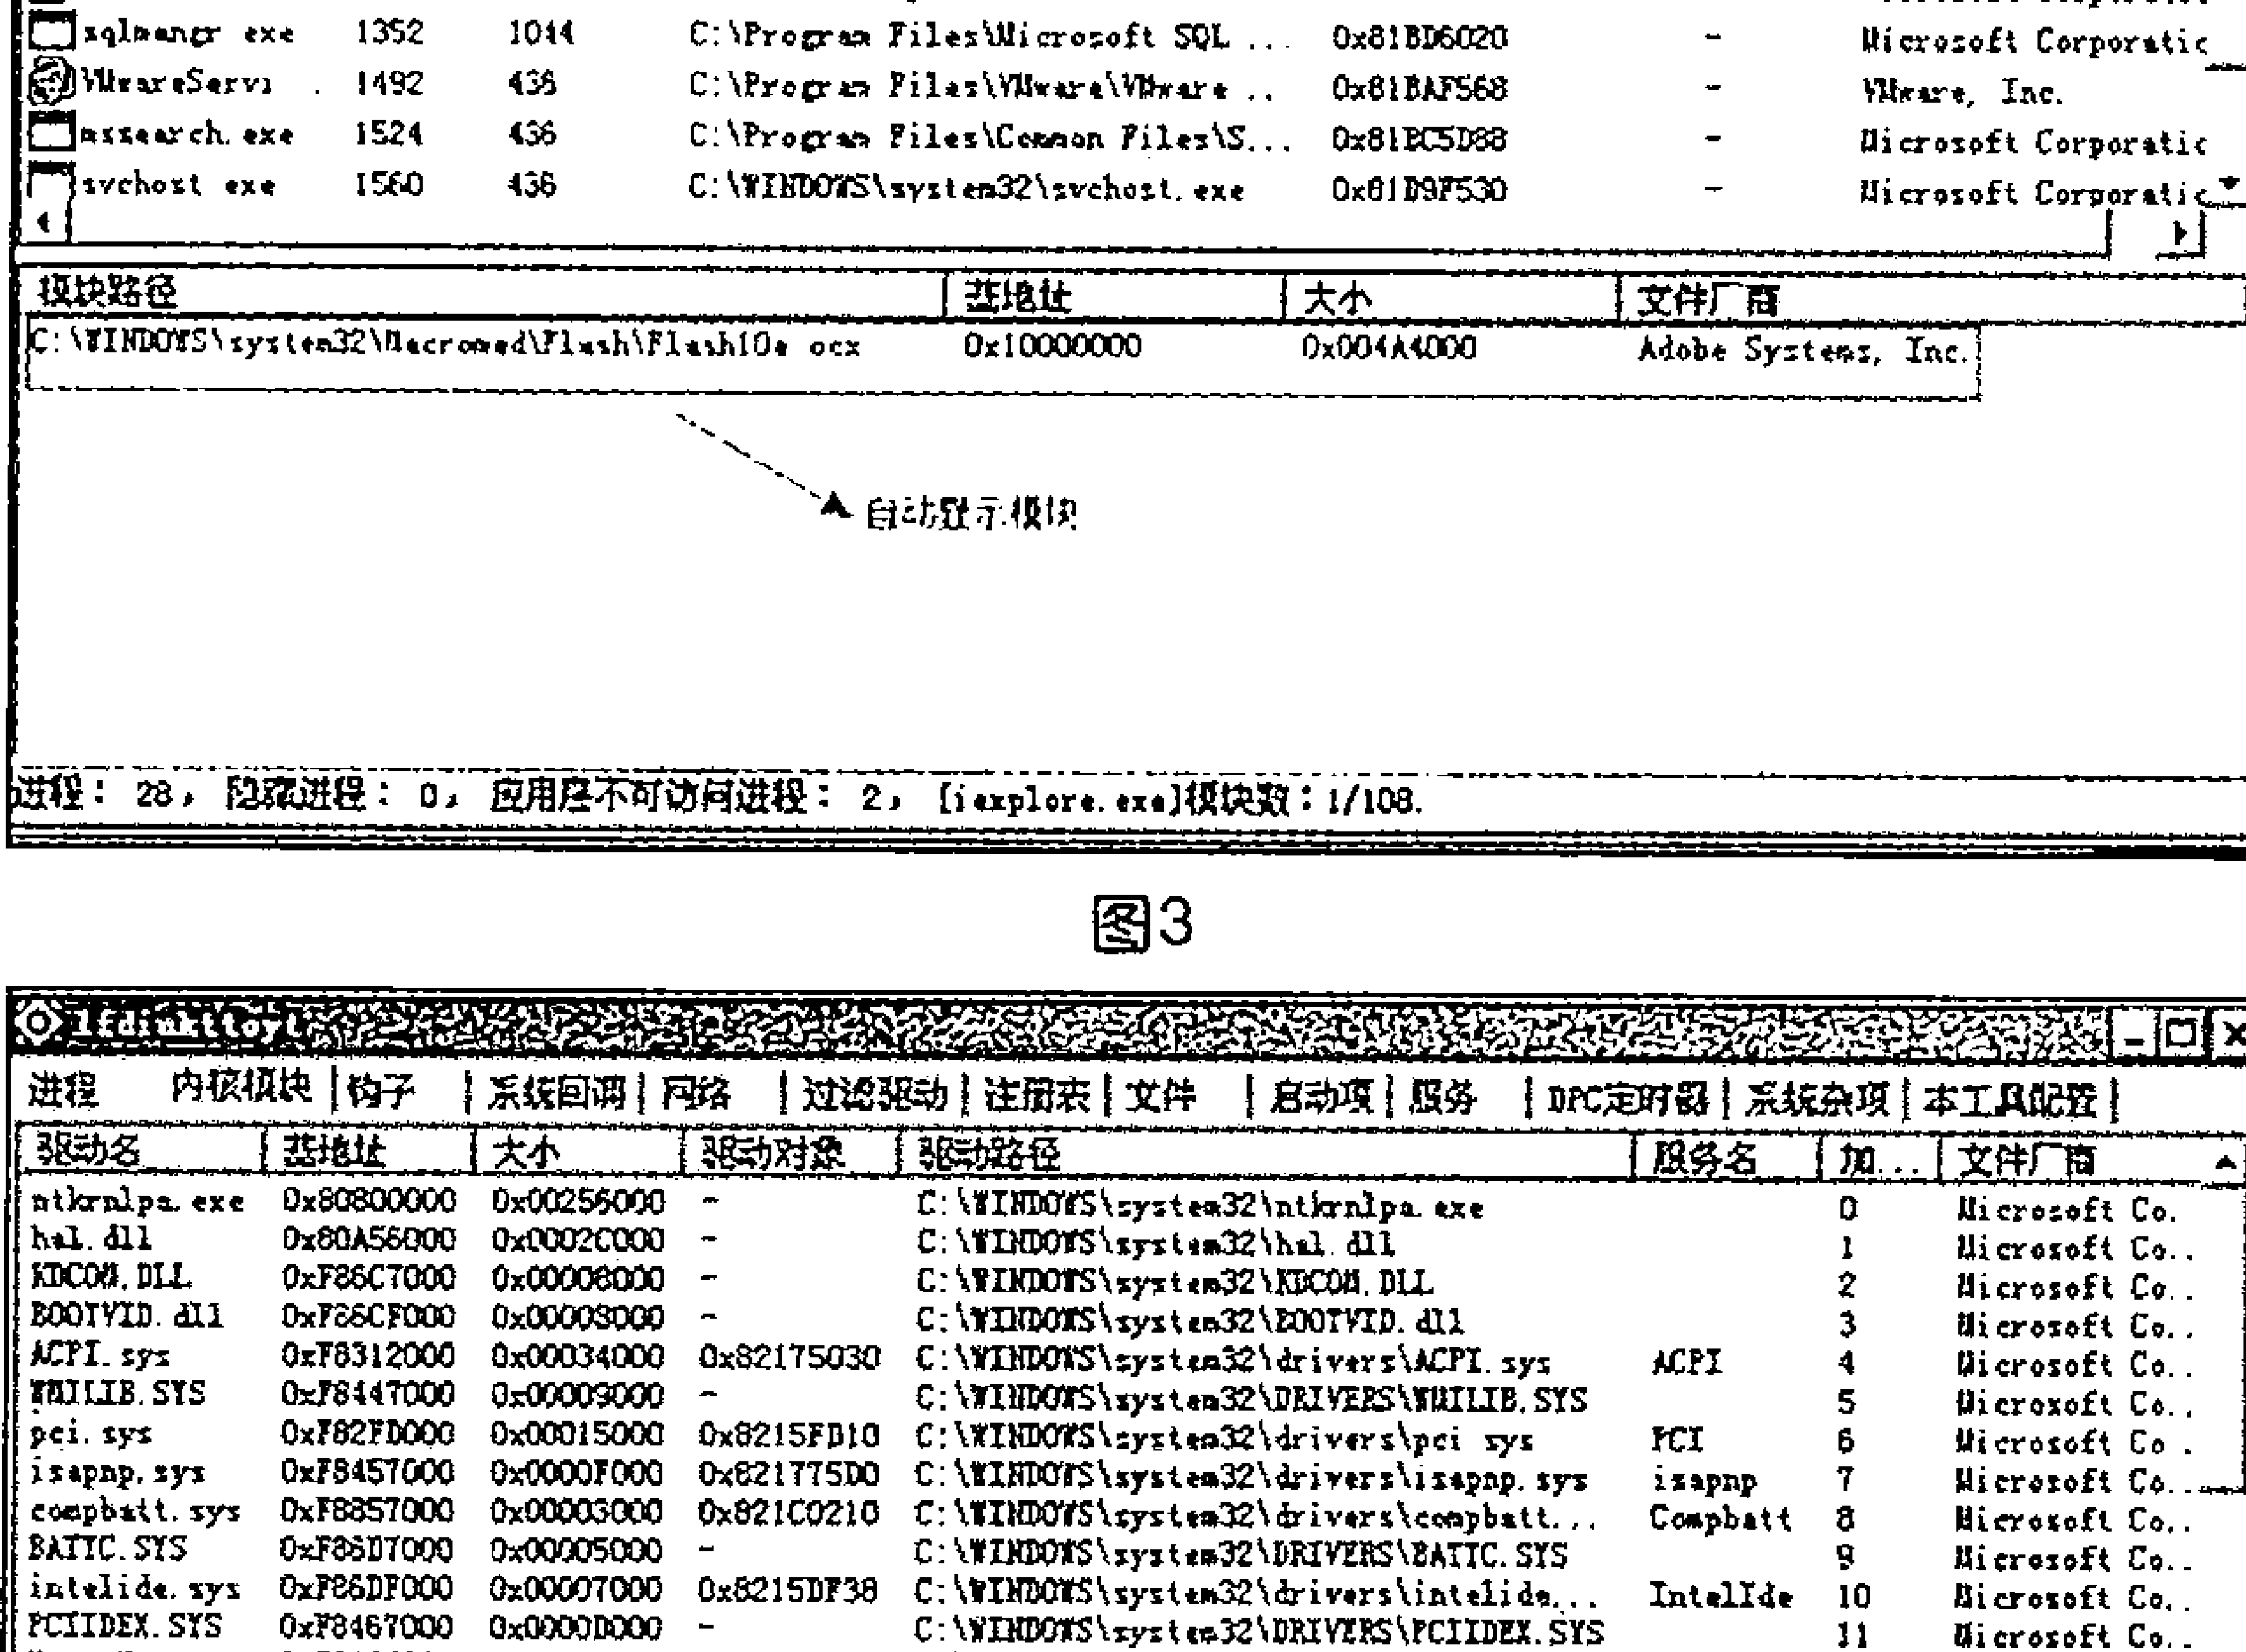 sqlmangr exe 1352 1044 C:\Program Files\Microsoft SQL ... 0x81BD6020 - Microsoft Corporatic
VMwareServi . 1492 436 C:\Program Files\VMware\VMware .. 0x81BAF568 - VMware, Inc.
mssearch.exe 1524 436 C:\Program Files\Common Files\S... 0x81BC5D88 - Microsoft Corporatic
svchost exe 1560 436 C:\WINDOWS\system32\svchost.exe 0x81D9F530 - Microsoft Corporatic
模块路径 基地址 大小 文件厂商
C:\WINDOWS\system32\Macromed\Flash\Flash10e ocx 0x10000000 0x004A4000 Adobe Systems, Inc.
自动显示模块
进程: 28, 隐藏进程: 0, 应用层不可访问进程: 2, [iexplore.exe]模块数:1/108.
图3
进程 内核模块 钩子 系统回调 网络 过滤驱动 注册表 文件 启动项 服务 DPC定时器 系统杂项 本工具配置
驱动名 基地址 大小 驱动对象 驱动路径 服务名 加... 文件厂商
ntkrnlpa.exe 0x80800000 0x00256000 - C:\WINDOWS\system32\ntkrnlpa.exe 0 Microsoft Co.
hal.dll 0x80A56000 0x0002C000 - C:\WINDOWS\system32\hal.dll 1 Microsoft Co..
KDCOM.DLL 0xF86C7000 0x00008000 - C:\WINDOWS\system32\KDCOM.DLL 2 Microsoft Co..
BOOTVID.dll 0xF86CF000 0x00008000 - C:\WINDOWS\system32\BOOTVID.dll 3 Microsoft Co..
ACPI.sys 0xF8312000 0x00034000 0x82175030 C:\WINDOWS\system32\drivers\ACPI.sys ACPI 4 Microsoft Co..
WMILIB.SYS 0xF8447000 0x00009000 - C:\WINDOWS\system32\DRIVERS\WMILIB.SYS 5 Microsoft Co..
pci.sys 0xF82FD000 0x00015000 0x8215FB10 C:\WINDOWS\system32\drivers\pci sys PCI 6 Microsoft Co .
isapnp.sys 0xF8457000 0x0000F000 0x821775D0 C:\WINDOWS\system32\drivers\isapnp.sys isapnp 7 Microsoft Co...
compbatt.sys 0xF8857000 0x00003000 0x821C0210 C:\WINDOWS\system32\drivers\compbatt... Compbatt 8 Microsoft Co..
BATTC.SYS 0xF86D7000 0x00005000 - C:\WINDOWS\system32\DRIVERS\BATTC.SYS 9 Microsoft Co..
intelide.sys 0xF86DF000 0x00007000 0x8215DF38 C:\WINDOWS\system32\drivers\intelide... IntelIde 10 Microsoft Co..
PCIIDEX.SYS 0xF8467000 0x0000D000 - C:\WINDOWS\system32\DRIVERS\PCIIDEX.SYS 11 Microsoft Co..